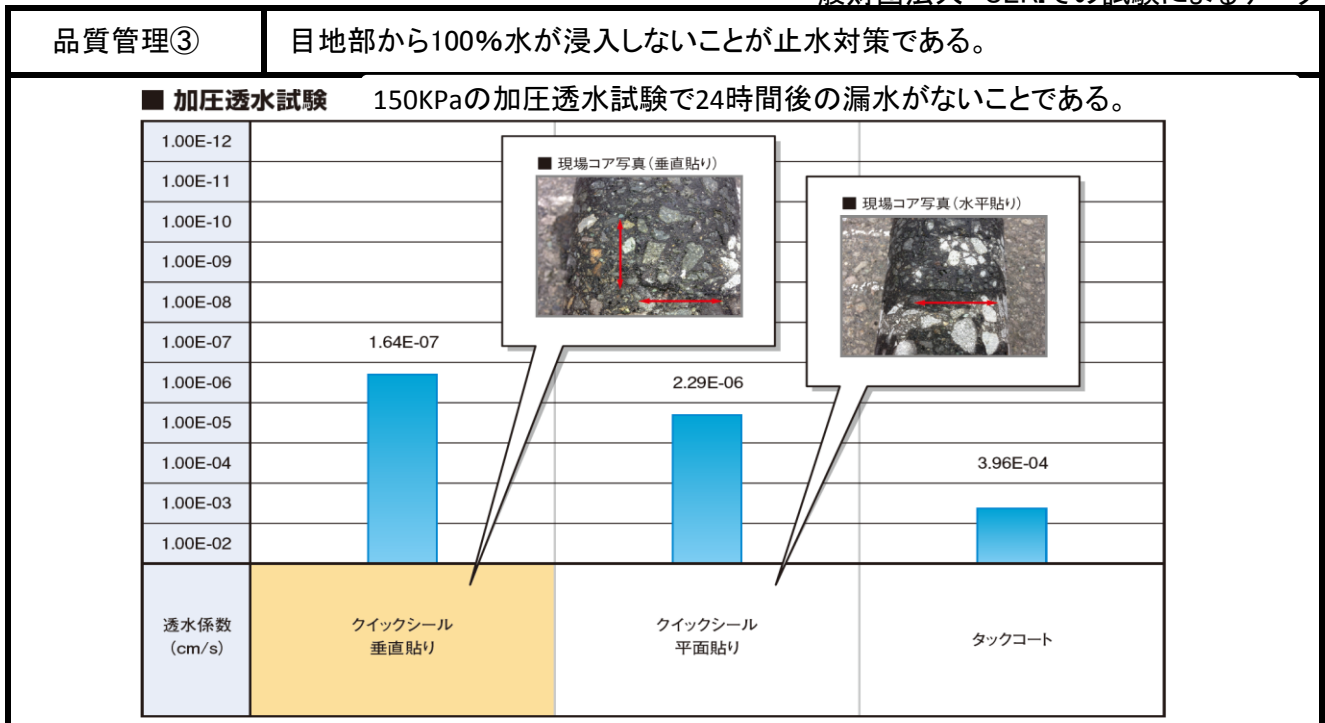 品質管理③
目地部から100%水が浸入しないことが止水対策である。
■ 加圧透水試験
150KPaの加圧透水試験で24時間後の漏水がないことである。
1.00E-12
1.00E-11
1.00E-10
1.00E-09
1.00E-08
1.00E-07
1.00E-06
1.00E-05
1.00E-04
1.00E-03
1.00E-02
■ 現場コア写真(垂直貼り)
■ 現場コア写真(水平貼り)
1.64E-07
2.29E-06
3.96E-04
透水係数
(cm/s)
クイックシール
垂直貼り
クイックシール
平面貼り
タックコート